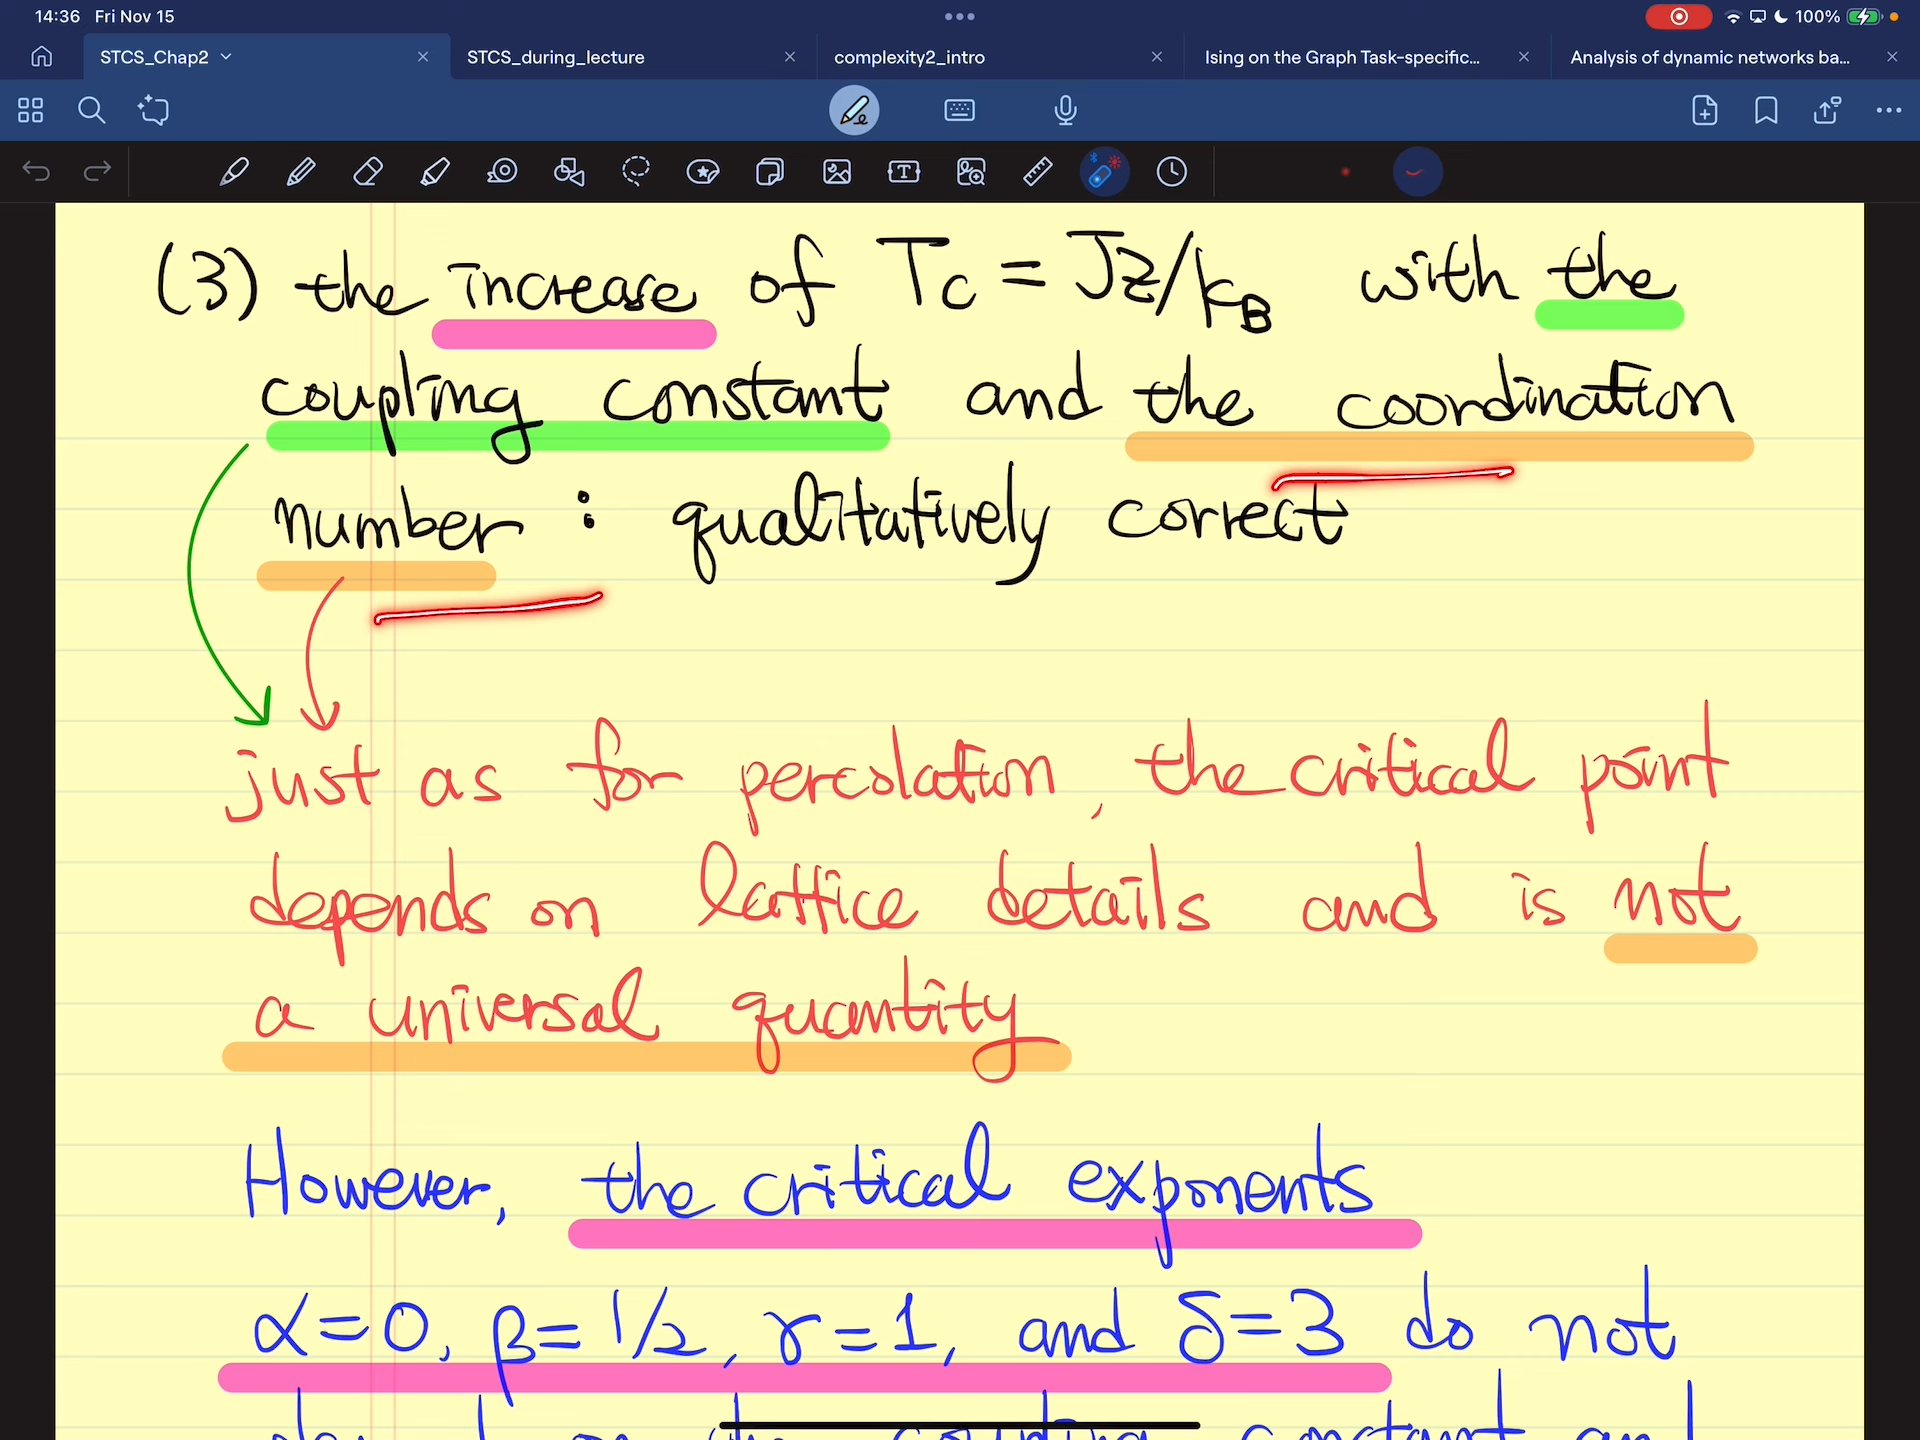 14:36 Fri Nov 15
100%
STCS_Chap2
STCS_during_lecture
complexity2_intro
Ising on the Graph Task-specific...
Analysis of dynamic networks ba...
(3) the increase of Tc = Jz/kB with the
coupling constant and the coordination
number : qualitatively correct
just as for percolation, the critical point
depends on lattice details and is not
a universal quantity
However, the critical exponents
α=0, β=1/2, γ=1, and δ=3 do not